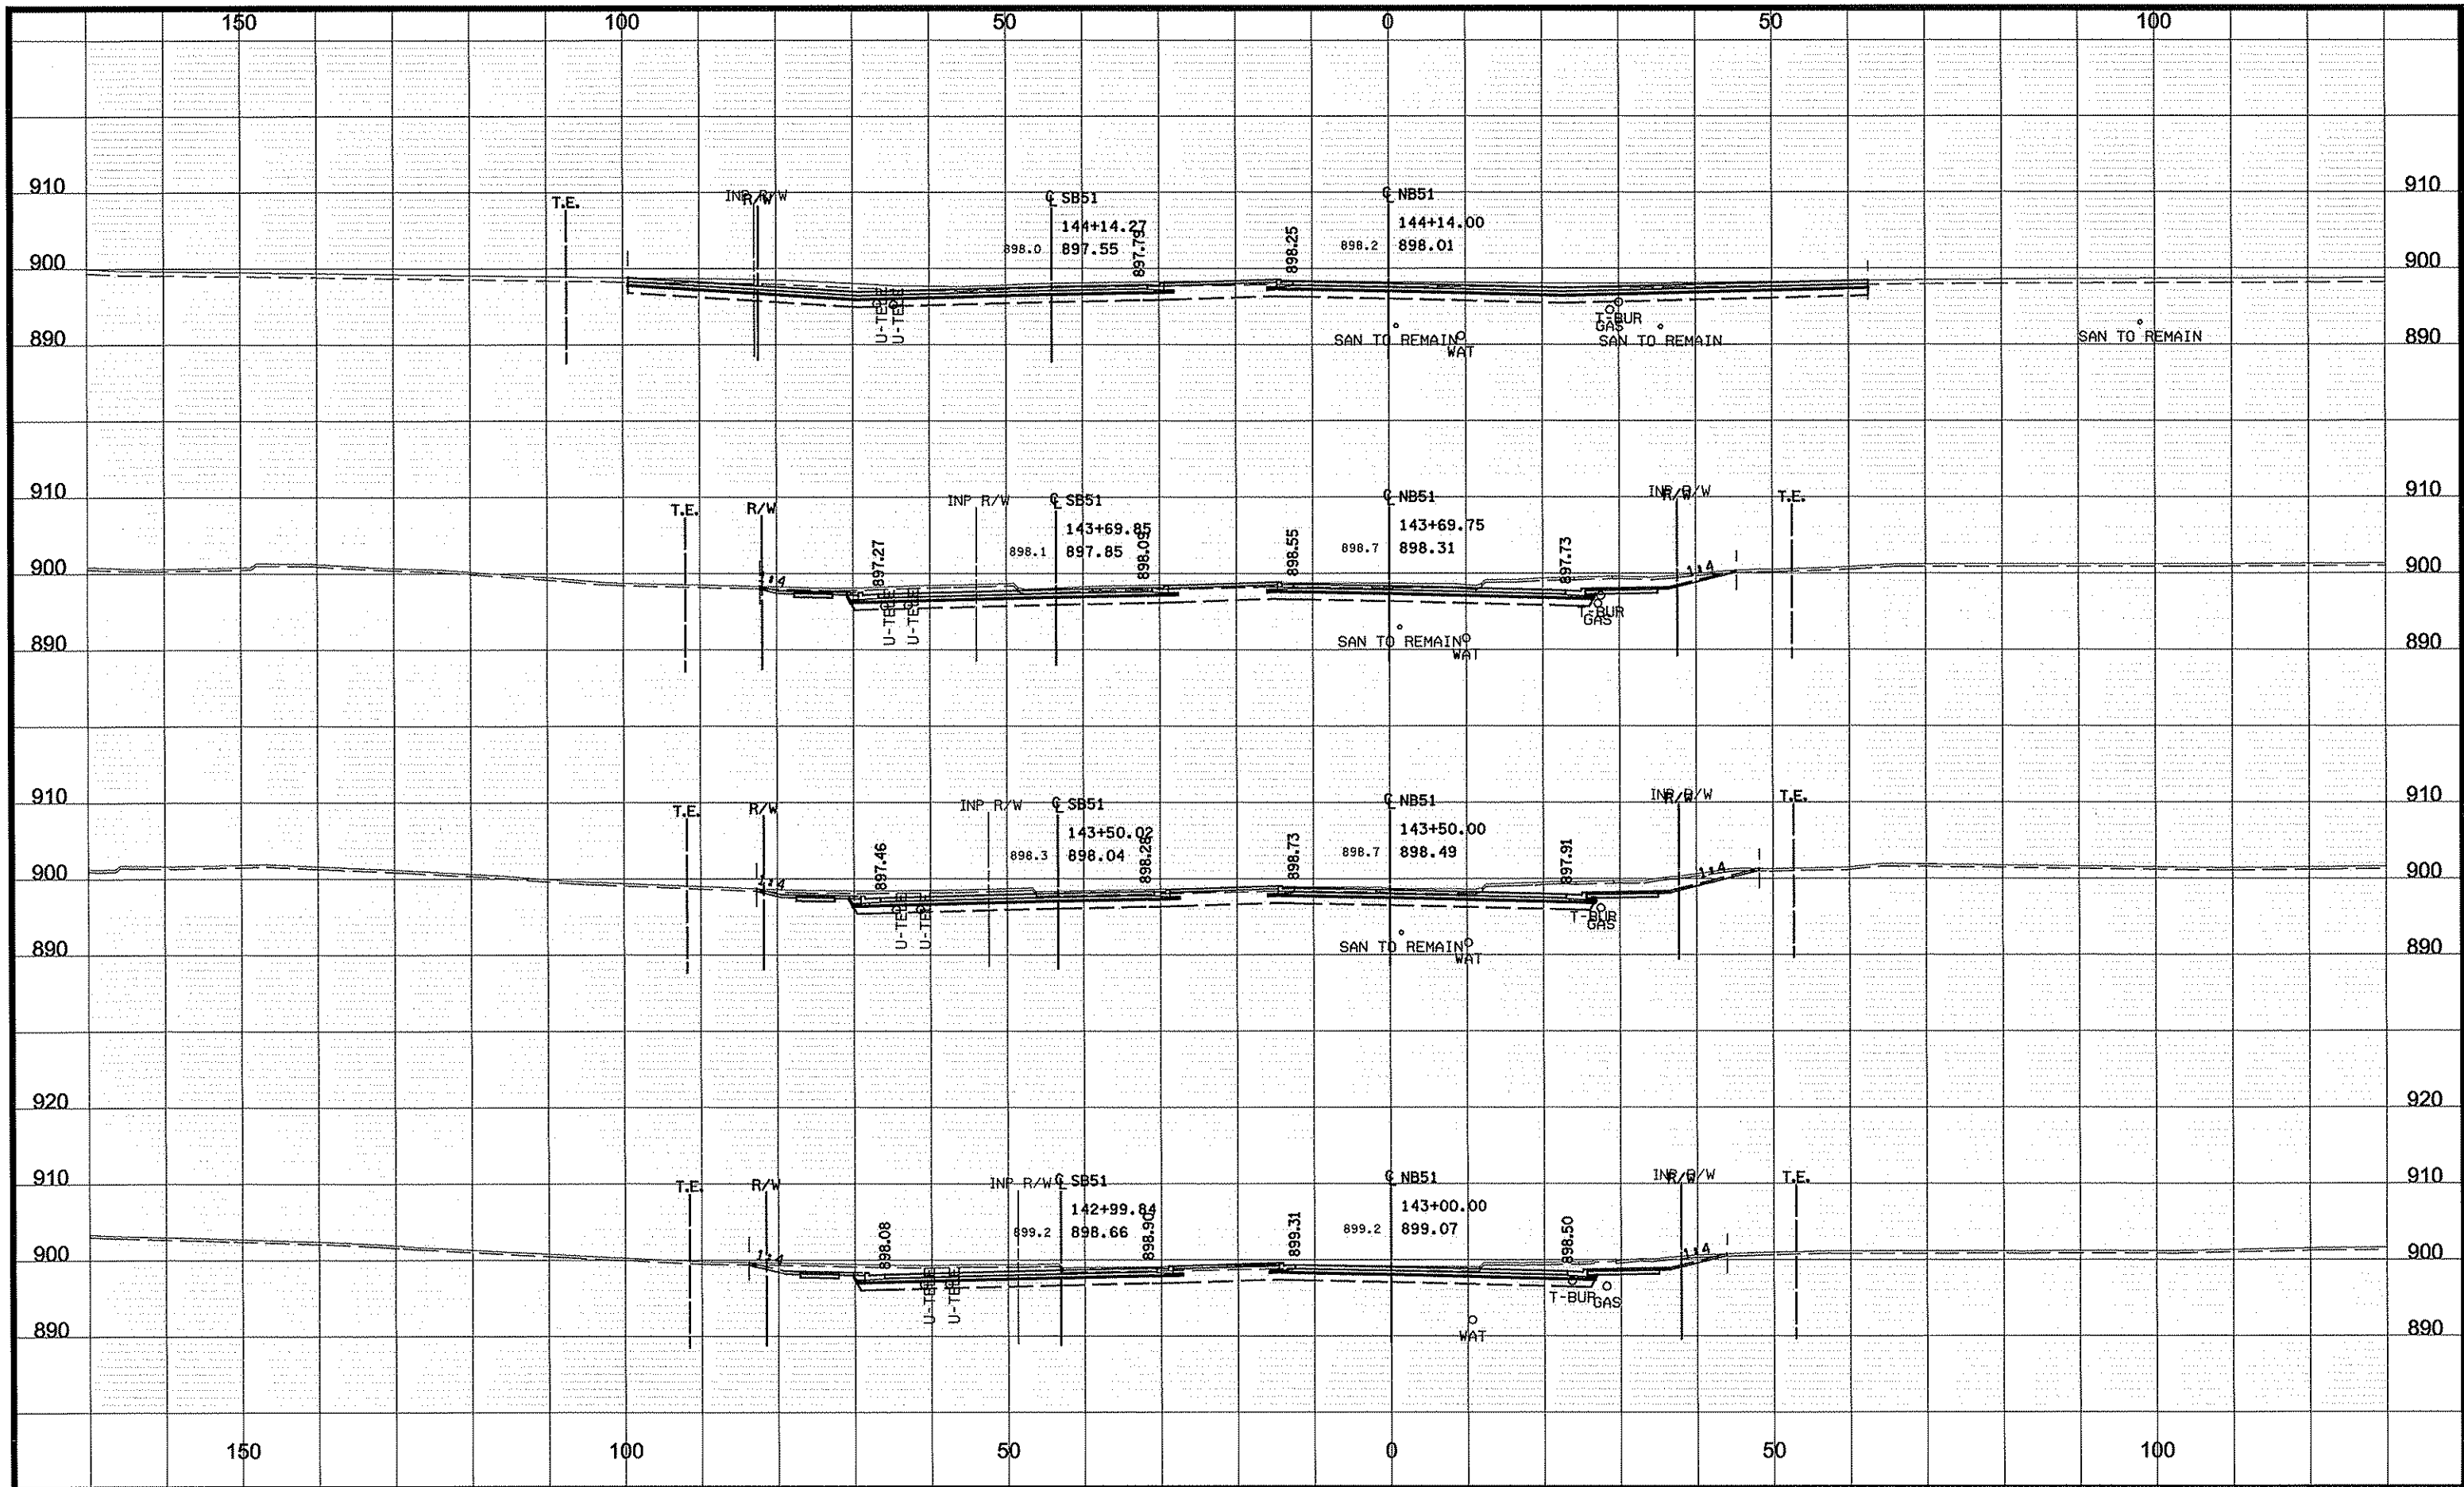 150 100 50 0 50 100
910 T.E. INP R/W R/W ℄ SB51 ℄ NB51 910
144+14.27 144+14.00
898.0 897.55 897.79 898.25 898.2 898.01
900 900
U-TELE U-TELE T-BUR GAS
890 SAN TO REMAIN WAT SAN TO REMAIN SAN TO REMAIN 890
910 T.E. R/W INP R/W ℄ SB51 ℄ NB51 INP R/W R/W T.E. 910
143+69.85 143+69.75
897.27 898.1 897.85 898.09 898.55 898.7 898.31 897.73
900 1:4 1:4 900
U-TELE U-TELE T-BUR GAS
890 SAN TO REMAIN WAT 890
910 T.E. R/W INP R/W ℄ SB51 ℄ NB51 INP R/W R/W T.E. 910
143+50.02 143+50.00
897.46 898.3 898.04 898.28 898.73 898.7 898.49 897.91
900 1:4 1:4 900
U-TELE U-TELE T-BUR GAS
890 SAN TO REMAIN WAT 890
920 920
910 T.E. R/W INP R/W ℄ SB51 ℄ NB51 INP R/W R/W T.E. 910
142+99.84 143+00.00
898.08 899.2 898.66 898.90 899.31 899.2 899.07 898.50
900 1:4 1:4 900
U-TELE U-TELE T-BUR GAS
890 WAT 890
150 100 50 0 50 100